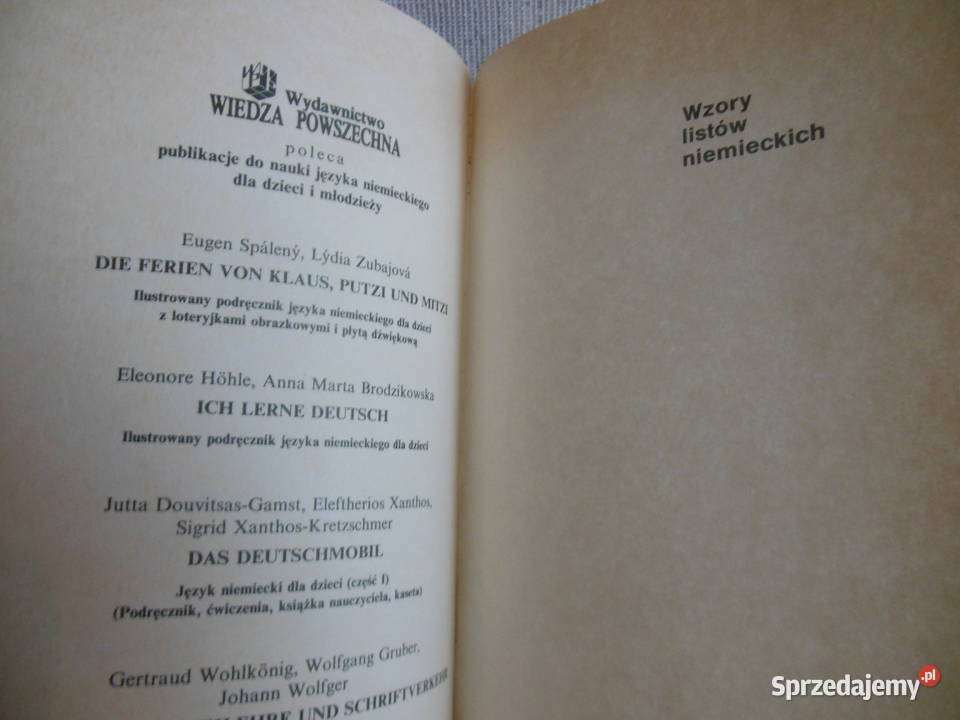 Wydawnictwo
WIEDZA POWSZECHNA
poleca
publikacje do nauki języka niemieckiego
dla dzieci i młodzieży
Eugen Spálený, Lýdia Zubajová
DIE FERIEN VON KLAUS, PUTZI UND MITZI
Ilustrowany podręcznik języka niemieckiego dla dzieci
z loteryjkami obrazkowymi i płytą dźwiękową
Eleonore Höhle, Anna Marta Brodzikowska
ICH LERNE DEUTSCH
Ilustrowany podręcznik języka niemieckiego dla dzieci
Jutta Douvitsas-Gamst, Eleftherios Xanthos,
Sigrid Xanthos-Kretzschmer
DAS DEUTSCHMOBIL
Język niemiecki dla dzieci (część I)
(Podręcznik, ćwiczenia, książka nauczyciela, kaseta)
Gertraud Wohlkönig, Wolfgang Gruber,
Johann Wolfger
UND SCHRIFTVERKEHR
Wzory
listów
niemieckich
Sprzedajemy.pl